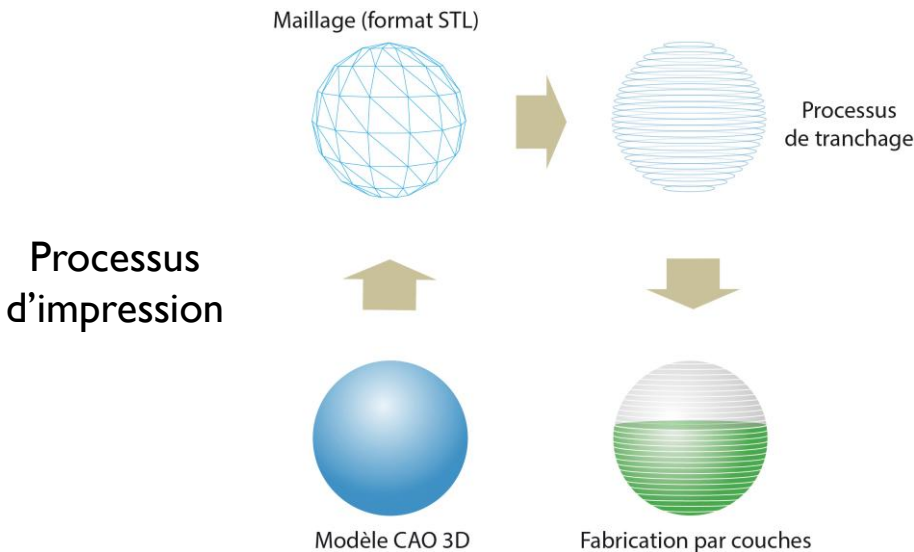 Maillage (format STL)
Processus
de tranchage
Processus
d’impression
Modèle CAO 3D
Fabrication par couches